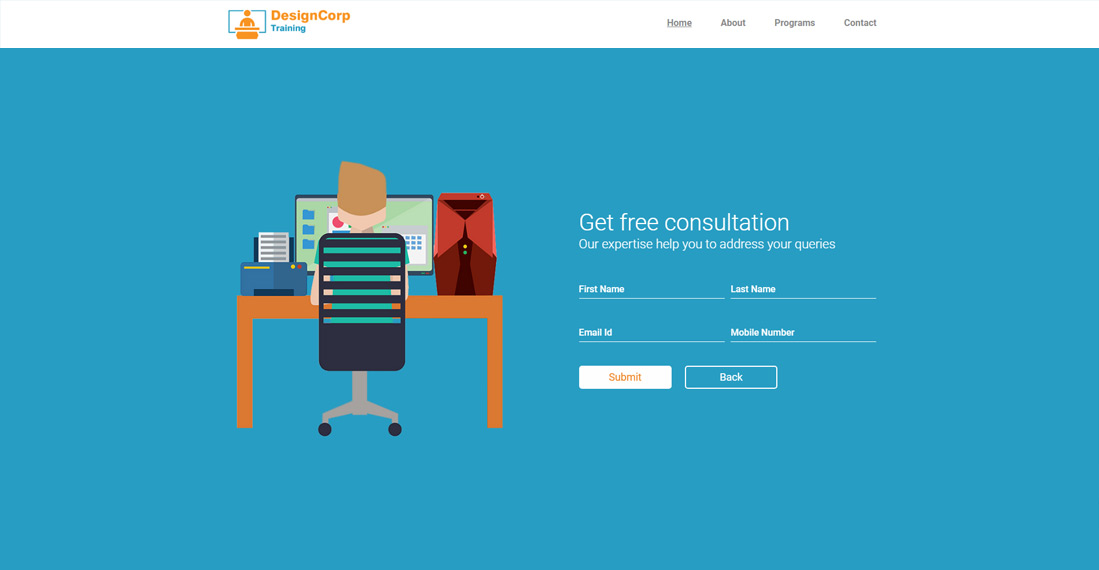 DesignCorp
Training
Home About Programs Contact
Get free consultation
Our expertise help you to address your queries
First Name Last Name
Email Id Mobile Number
Submit Back